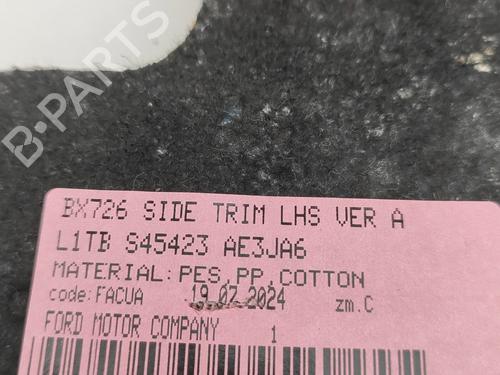 B-PARTS
BX726 SIDE TRIM LHS VER A
L1TB S45423 AE3JA6
MATERIAL:PES,PP,COTTON
code:FACUA 19.02.2024 zm.C
FORD MOTOR COMPANY 1